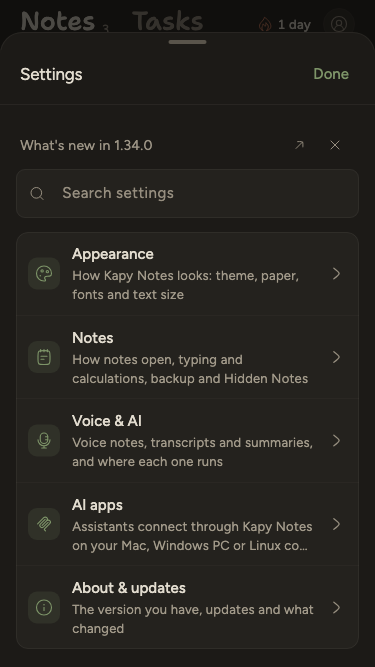 Notes 3 Tasks 1 day
Settings Done
What's new in 1.34.0
Search settings
Appearance
How Kapy Notes looks: theme, paper,
fonts and text size
Notes
How notes open, typing and
calculations, backup and Hidden Notes
Voice & AI
Voice notes, transcripts and summaries,
and where each one runs
AI apps
Assistants connect through Kapy Notes
on your Mac, Windows PC or Linux co...
About & updates
The version you have, updates and what
changed